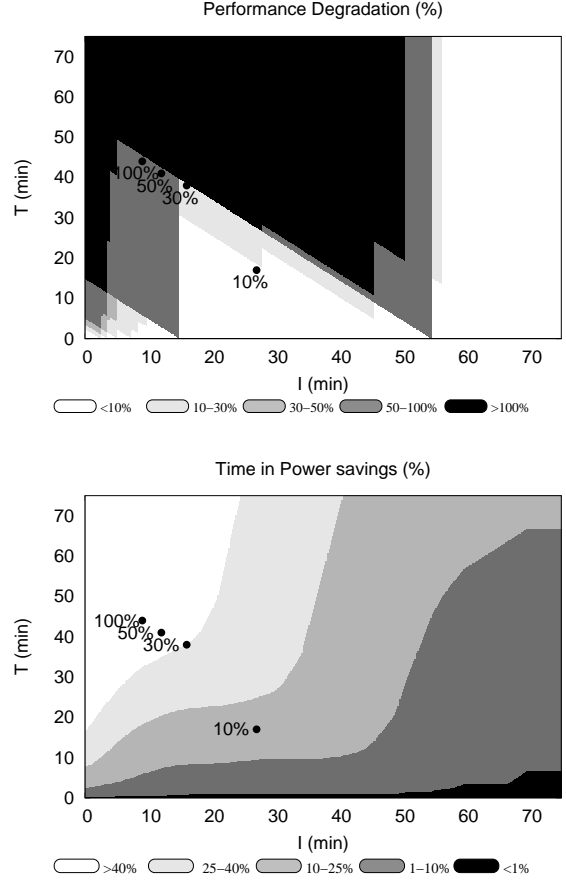 Performance Degradation (%)
70
60
50
40
30
20
10
0
T (min)
100%
50%
30%
10%
0 10 20 30 40 50 60 70
I (min)
<10% 10–30% 30–50% 50–100% >100%
Time in Power savings (%)
70
60
50
40
30
20
10
0
T (min)
100%
50%
30%
10%
0 10 20 30 40 50 60 70
I (min)
>40% 25–40% 10–25% 1–10% <1%